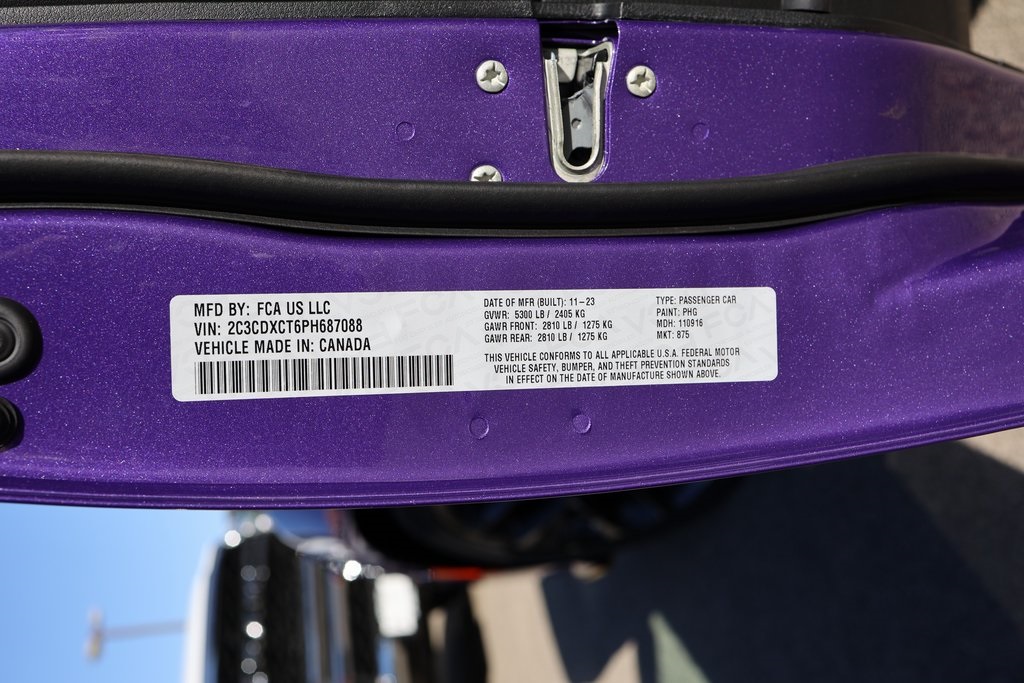 MFD BY: FCA US LLC
VIN: 2C3CDXCT6PH687088
VEHICLE MADE IN: CANADA
DATE OF MFR (BUILT): 11-23
GVWR: 5300 LB / 2405 KG
GAWR FRONT: 2810 LB / 1275 KG
GAWR REAR: 2810 LB / 1275 KG
TYPE: PASSENGER CAR
PAINT: PHG
MDH: 110916
MKT: 875
THIS VEHICLE CONFORMS TO ALL APPLICABLE U.S.A. FEDERAL MOTOR
VEHICLE SAFETY, BUMPER, AND THEFT PREVENTION STANDARDS
IN EFFECT ON THE DATE OF MANUFACTURE SHOWN ABOVE.